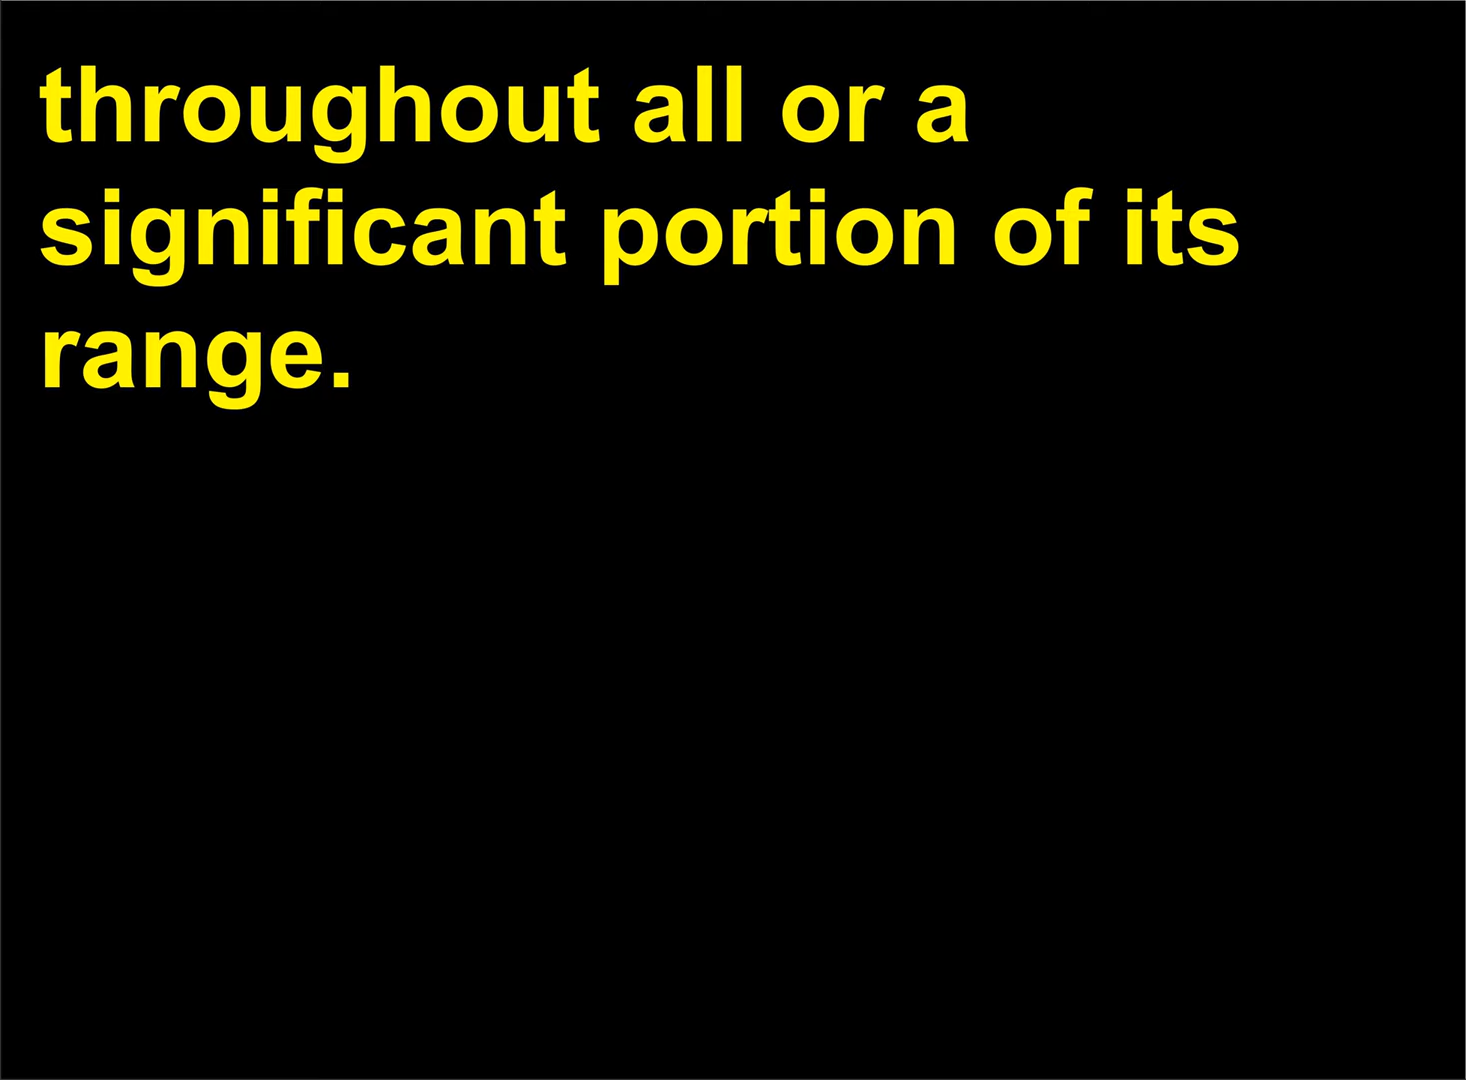 throughout all or a
significant portion of its
range.